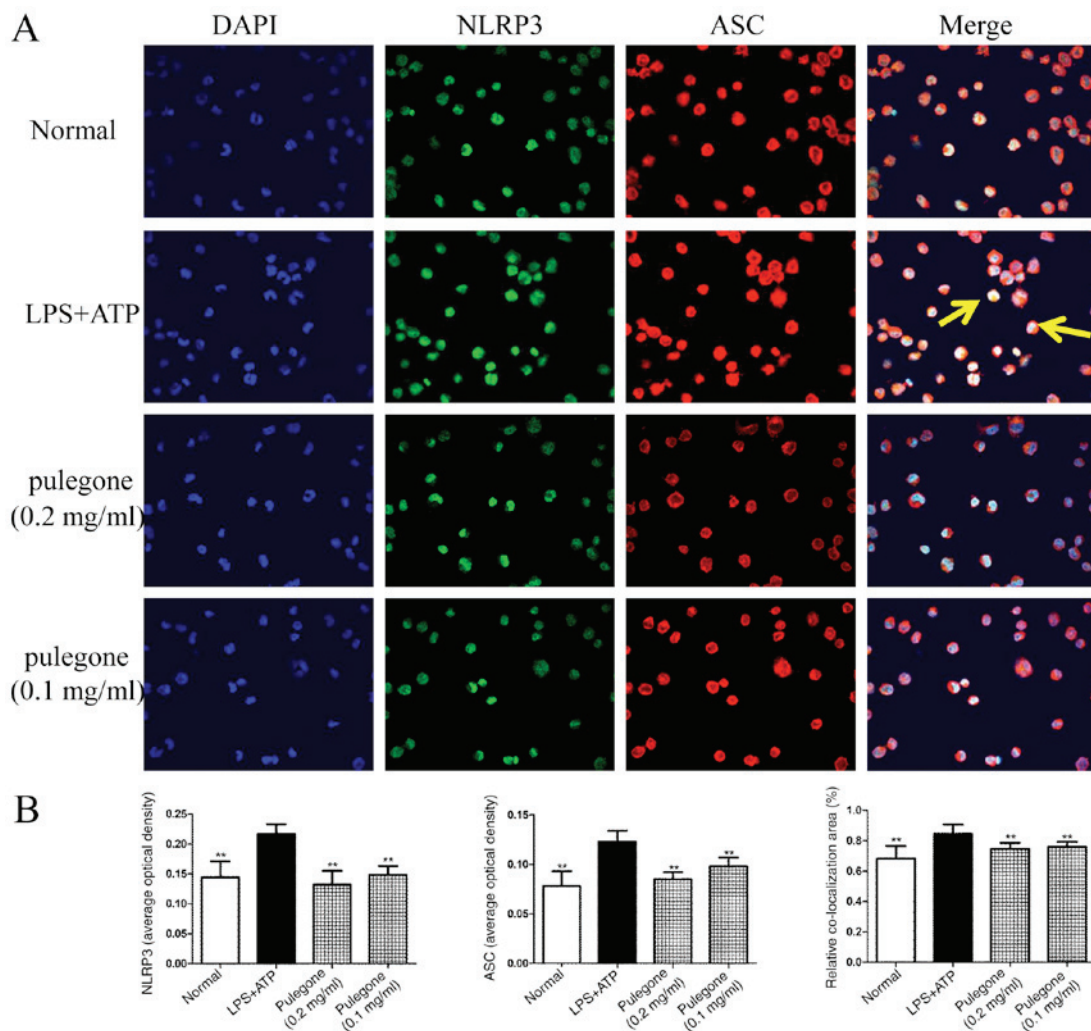 A
DAPI NLRP3 ASC Merge
Normal
LPS+ATP
pulegone
(0.2 mg/ml)
pulegone
(0.1 mg/ml)
B
NLRP3 (average optical density)
0.25
0.20
0.15
0.10
0.05
0.00
**
**
**
Normal
LPS+ATP
Pulegone
(0.2 mg/ml)
Pulegone
(0.1 mg/ml)
ASC (average optical density)
0.15
0.10
0.05
0.00
**
**
**
Normal
LPS+ATP
Pulegone
(0.2 mg/ml)
Pulegone
(0.1 mg/ml)
Relative co-localization area (%)
1.0
0.8
0.6
0.4
0.2
0.0
**
**
**
Normal
LPS+ATP
Pulegone
(0.2 mg/ml)
Pulegone
(0.1 mg/ml)